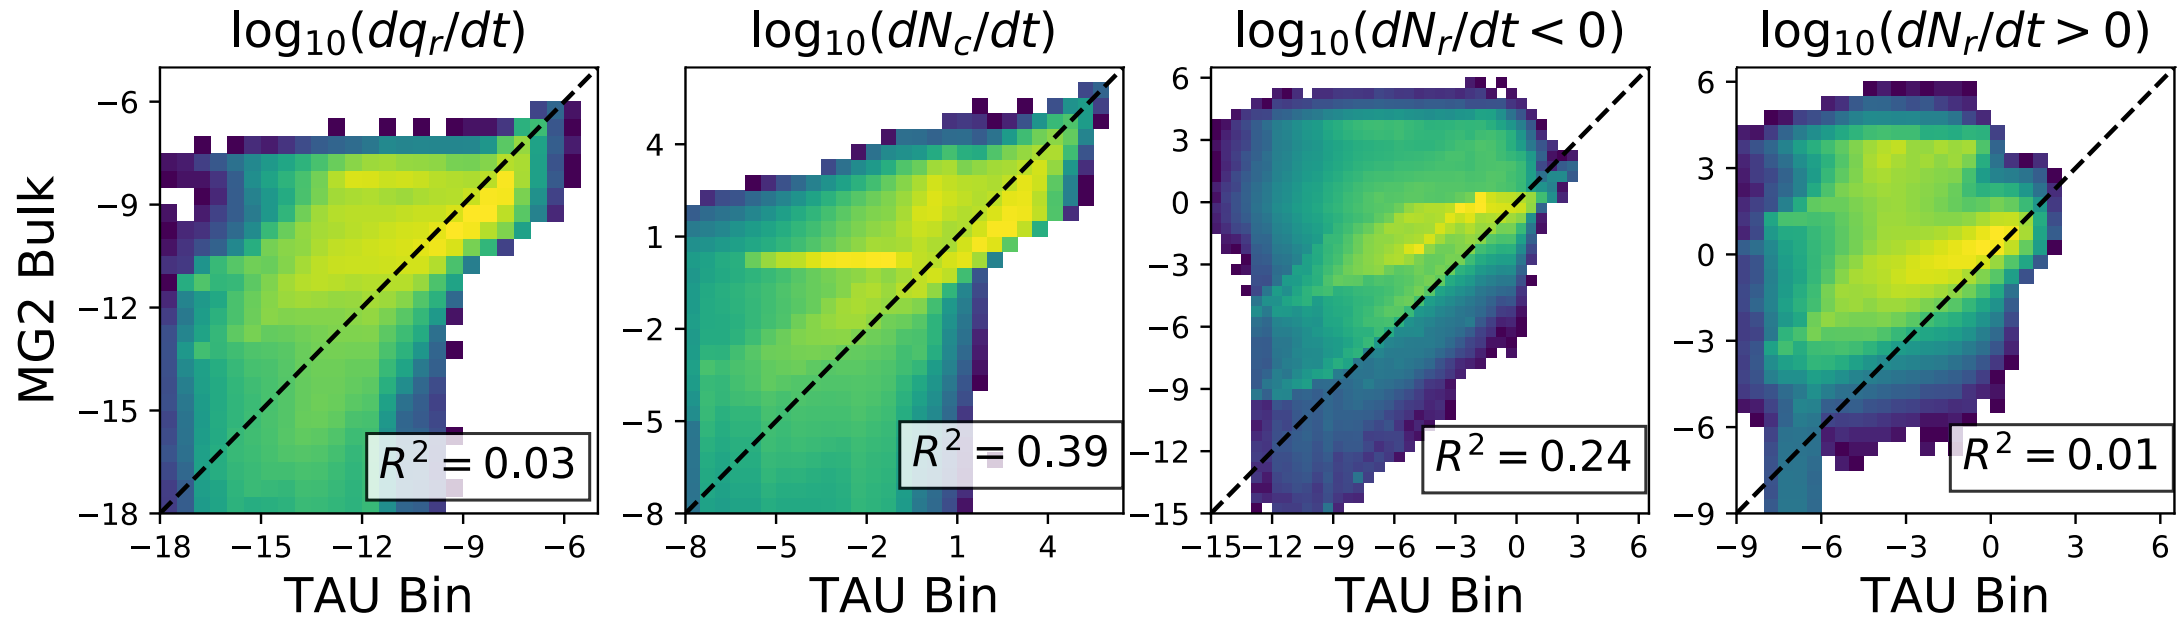 log₁₀(dqᵣ/dt)
log₁₀(dN꜀/dt)
log₁₀(dNᵣ/dt < 0)
log₁₀(dNᵣ/dt > 0)
MG2 Bulk
−6
−9
−12
−15
−18
R² = 0.03
−18 −15 −12 −9 −6
TAU Bin
4
1
−2
−5
−8
R² = 0.39
−8 −5 −2 1 4
TAU Bin
6
3
0
−3
−6
−9
−12
−15
R² = 0.24
−15 −12 −9 −6 −3 0 3 6
TAU Bin
6
3
0
−3
−6
−9
R² = 0.01
−9 −6 −3 0 3 6
TAU Bin